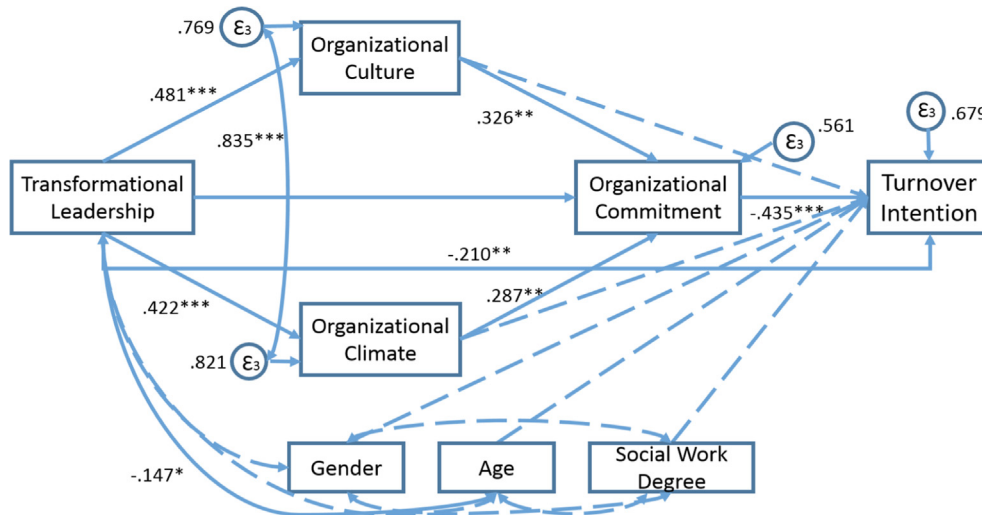 .769
ε₃
Organizational
Culture
.481***
.835***
.326**
ε₃
.561
ε₃
.679
Transformational
Leadership
Organizational
Commitment
-.435***
Turnover
Intention
-.210**
.422***
.287**
.821
ε₃
Organizational
Climate
-.147*
Gender
Age
Social Work
Degree